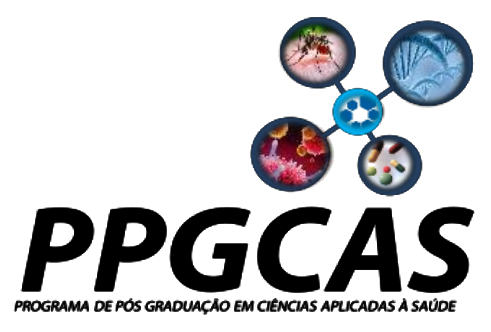 PPGCAS
PROGRAMA DE PÓS GRADUAÇÃO EM CIÊNCIAS APLICADAS À SAÚDE